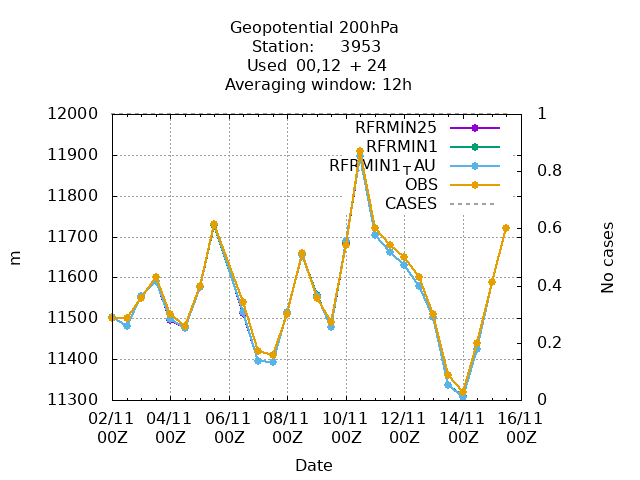 Geopotential 200hPa
Station: 3953
Used 00,12 + 24
Averaging window: 12h
12000
11900
11800
11700
11600
11500
11400
11300
m
1
0.8
0.6
0.4
0.2
0
No cases
RFRMIN25
RFRMIN1
RFRMIN1TAU
OBS
CASES
02/11 04/11 06/11 08/11 10/11 12/11 14/11 16/11
00Z 00Z 00Z 00Z 00Z 00Z 00Z 00Z
Date